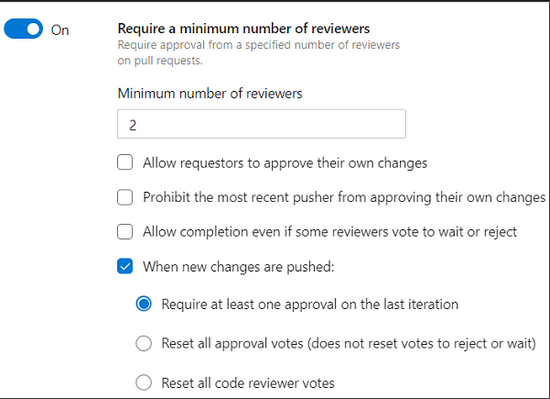 On
Require a minimum number of reviewers
Require approval from a specified number of reviewers
on pull requests.
Minimum number of reviewers
2
Allow requestors to approve their own changes
Prohibit the most recent pusher from approving their own changes
Allow completion even if some reviewers vote to wait or reject
When new changes are pushed:
Require at least one approval on the last iteration
Reset all approval votes (does not reset votes to reject or wait)
Reset all code reviewer votes